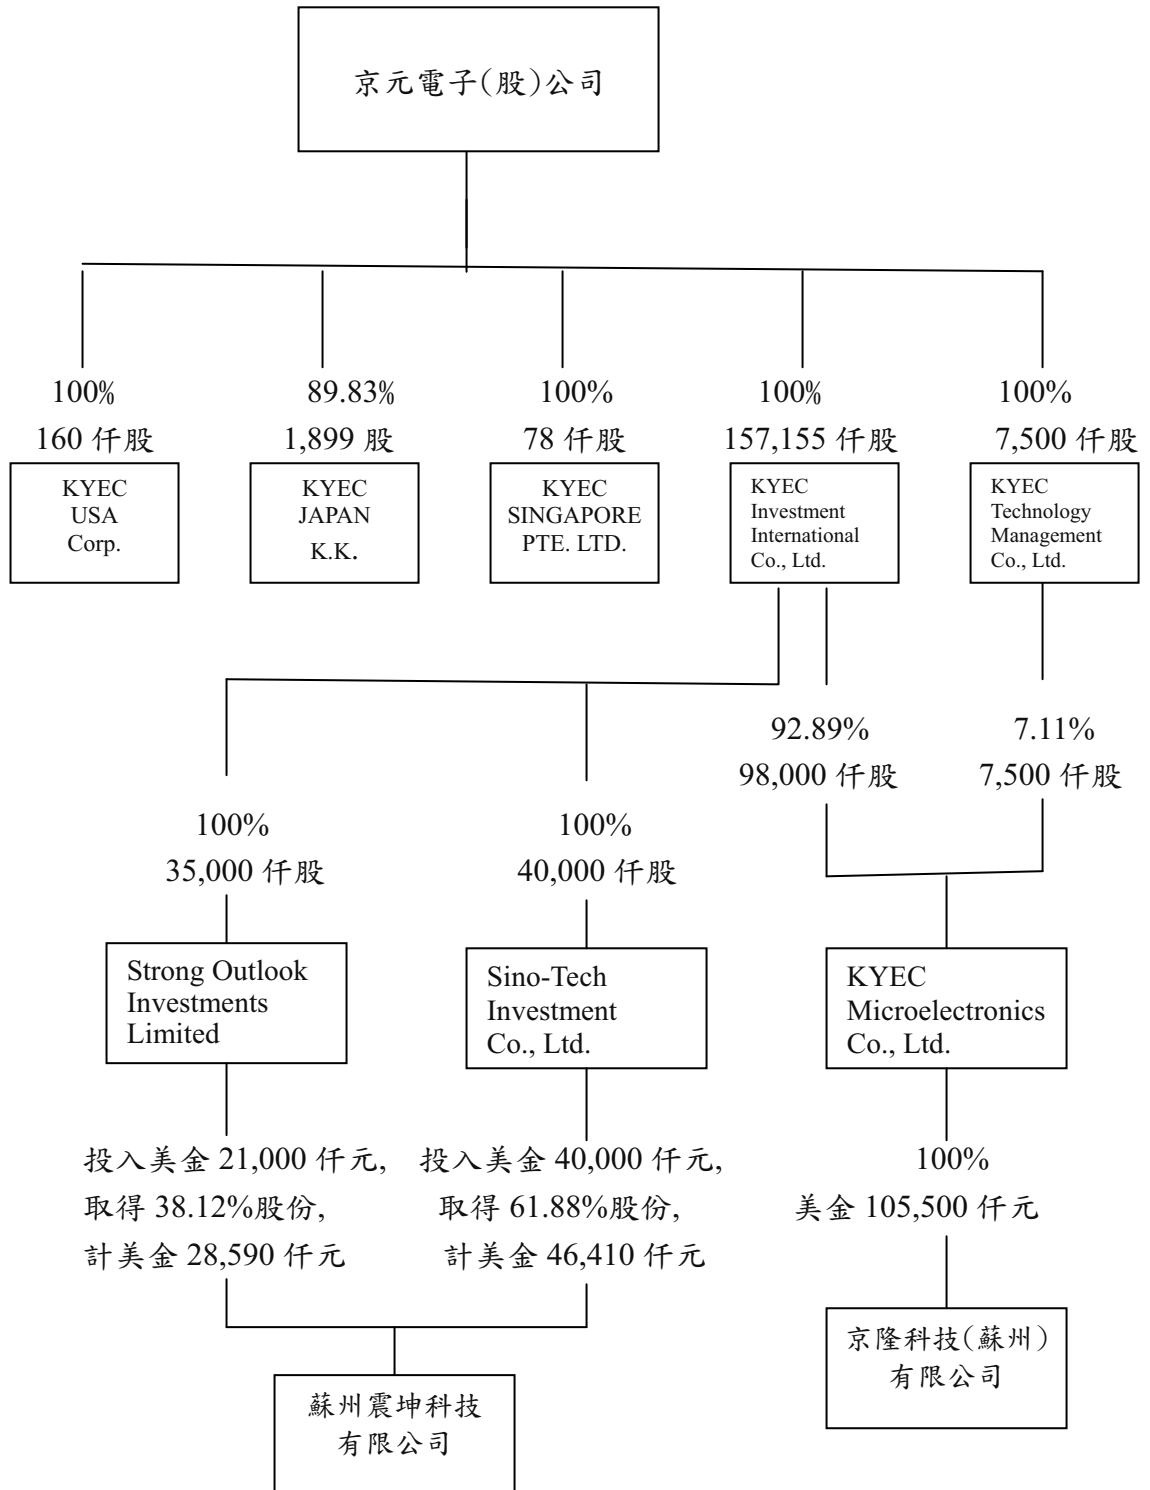 京元電子(股)公司
100%
160 仟股
KYEC
USA
Corp.
89.83%
1,899 股
KYEC
JAPAN
K.K.
100%
78 仟股
KYEC
SINGAPORE
PTE. LTD.
100%
157,155 仟股
KYEC
Investment
International
Co., Ltd.
100%
7,500 仟股
KYEC
Technology
Management
Co., Ltd.
92.89%
98,000 仟股
7.11%
7,500 仟股
100%
35,000 仟股
Strong Outlook
Investments
Limited
100%
40,000 仟股
Sino-Tech
Investment
Co., Ltd.
KYEC
Microelectronics
Co., Ltd.
投入美金 21,000 仟元,
取得 38.12%股份,
計美金 28,590 仟元
投入美金 40,000 仟元,
取得 61.88%股份,
計美金 46,410 仟元
100%
美金 105,500 仟元
京隆科技(蘇州)
有限公司
蘇州震坤科技
有限公司